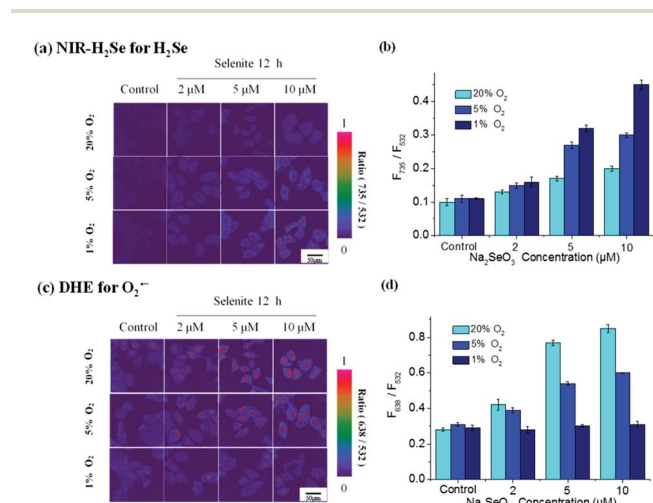 (a) NIR-H₂Se for H₂Se
Selenite 12 h
Control 2 μM 5 μM 10 μM
20% O₂
5% O₂
1% O₂
50μm
1
Ratio ( 735 / 532 )
0
(b)
F₇₃₅ / F₅₃₂
0.4
0.3
0.2
0.1
0.0
20% O₂
5% O₂
1% O₂
Control 2 5 10
Na₂SeO₃ Concentration (μM)
(c) DHE for O₂·⁻
Selenite 12 h
Control 2 μM 5 μM 10 μM
20% O₂
5% O₂
1% O₂
50μm
1
Ratio ( 638 / 532 )
0
(d)
F₆₃₈ / F₅₃₂
0.8
0.6
0.4
0.2
0.0
20% O₂
5% O₂
1% O₂
Control 2 5 10
Na₂SeO₃ Concentration (μM)